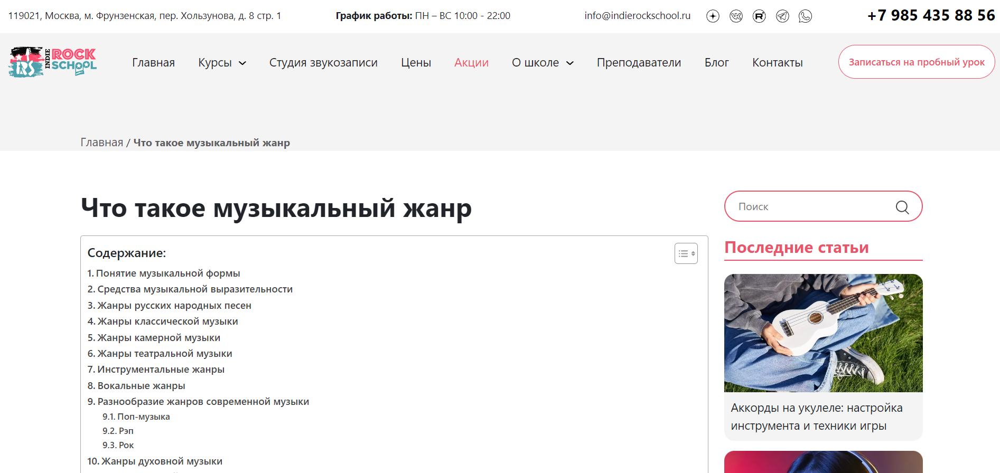 119021, Москва, м. Фрунзенская, пер. Хользунова, д. 8 стр. 1
График работы: ПН – ВС 10:00 - 22:00
info@indierockschool.ru
+7 985 435 88 56
IRS INDIE ROCK SCHOOL
Главная
Курсы
Студия звукозаписи
Цены
Акции
О школе
Преподаватели
Блог
Контакты
Записаться на пробный урок
Главная / Что такое музыкальный жанр
Что такое музыкальный жанр
Содержание:
1. Понятие музыкальной формы
2. Средства музыкальной выразительности
3. Жанры русских народных песен
4. Жанры классической музыки
5. Жанры камерной музыки
6. Жанры театральной музыки
7. Инструментальные жанры
8. Вокальные жанры
9. Разнообразие жанров современной музыки
9.1. Поп-музыка
9.2. Рэп
9.3. Рок
10. Жанры духовной музыки
Поиск
Последние статьи
Аккорды на укулеле: настройка
инструмента и техники игры